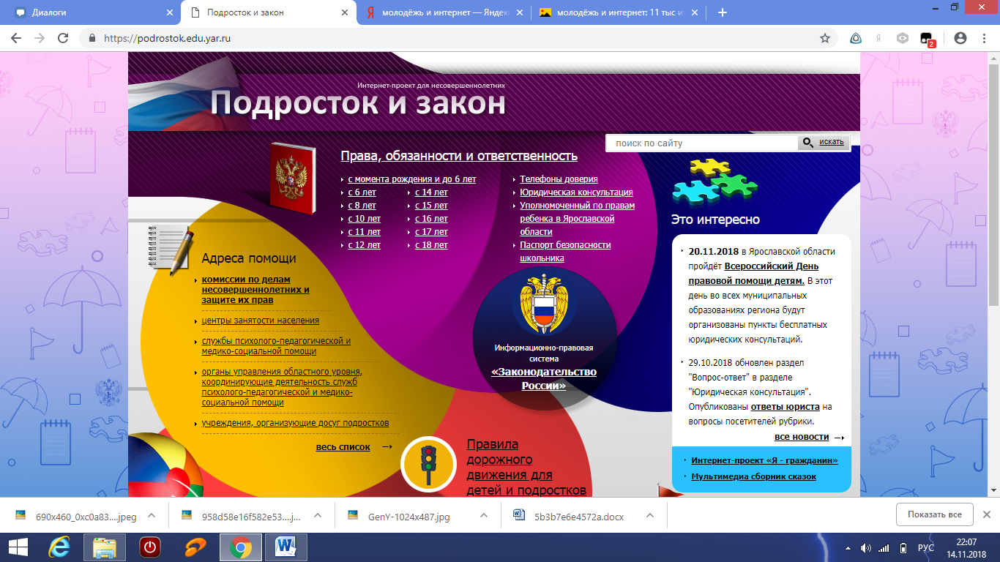 Диалоги
Подросток и закон
молодёжь и интернет — Яндекс
молодёжь и интернет: 11 тыс из
https://podrostok.edu.yar.ru
2
Интернет-проект для несовершеннолетних
Подросток и закон
поиск по сайту
искать
Права, обязанности и ответственность
с момента рождения и до 6 лет
с 6 лет
с 8 лет
с 10 лет
с 11 лет
с 12 лет
с 14 лет
с 15 лет
с 16 лет
с 17 лет
с 18 лет
Телефоны доверия
Юридическая консультация
Уполномоченный по правам
ребенка в Ярославской
области
Паспорт безопасности
школьника
Адреса помощи
комиссии по делам
несовершеннолетних и
защите их прав
центры занятости населения
службы психолого-педагогической и
медико-социальной помощи
органы управления областного уровня,
координирующие деятельность служб
психолого-педагогической и медико-
социальной помощи
учреждения, организующие досуг подростков
весь список
Информационно-правовая
система
«Законодательство
России»
Правила
дорожного
движения для
детей и подростков
Это интересно
20.11.2018 в Ярославской области
пройдёт Всероссийский День
правовой помощи детям. В этот
день во всех муниципальных
образованиях региона будут
организованы пункты бесплатных
юридических консультаций.
29.10.2018 обновлен раздел
"Вопрос-ответ" в разделе
"Юридическая консультация".
Опубликованы ответы юриста на
вопросы посетителей рубрики.
все новости
Интернет-проект «Я - гражданин»
Мультимедиа сборник сказок
690x460_0xc0a83....jpeg
958d58e16f582e53....j...
GenY-1024x487.jpg
5b3b7e6e4572a.docx
Показать все
РУС
22:07
14.11.2018